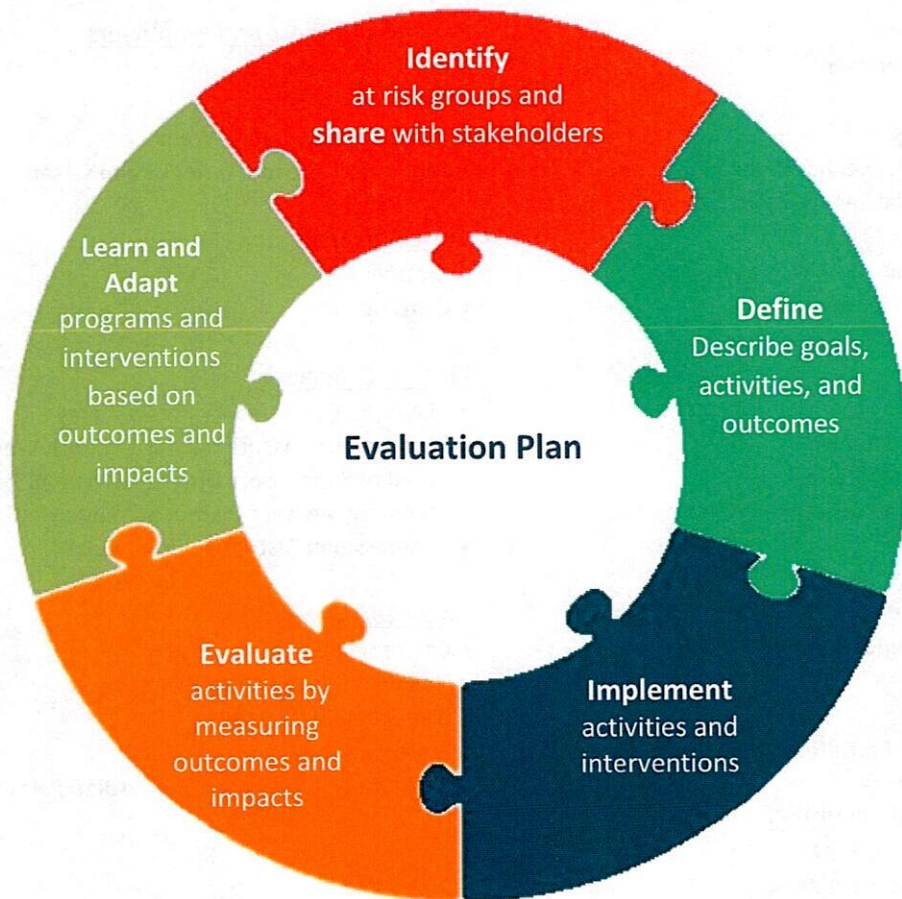 Identify
at risk groups and
share with stakeholders
Define
Describe goals,
activities, and
outcomes
Implement
activities and
interventions
Evaluate
activities by
measuring
outcomes and
impacts
Learn and
Adapt
programs and
interventions
based on
outcomes and
impacts
Evaluation Plan